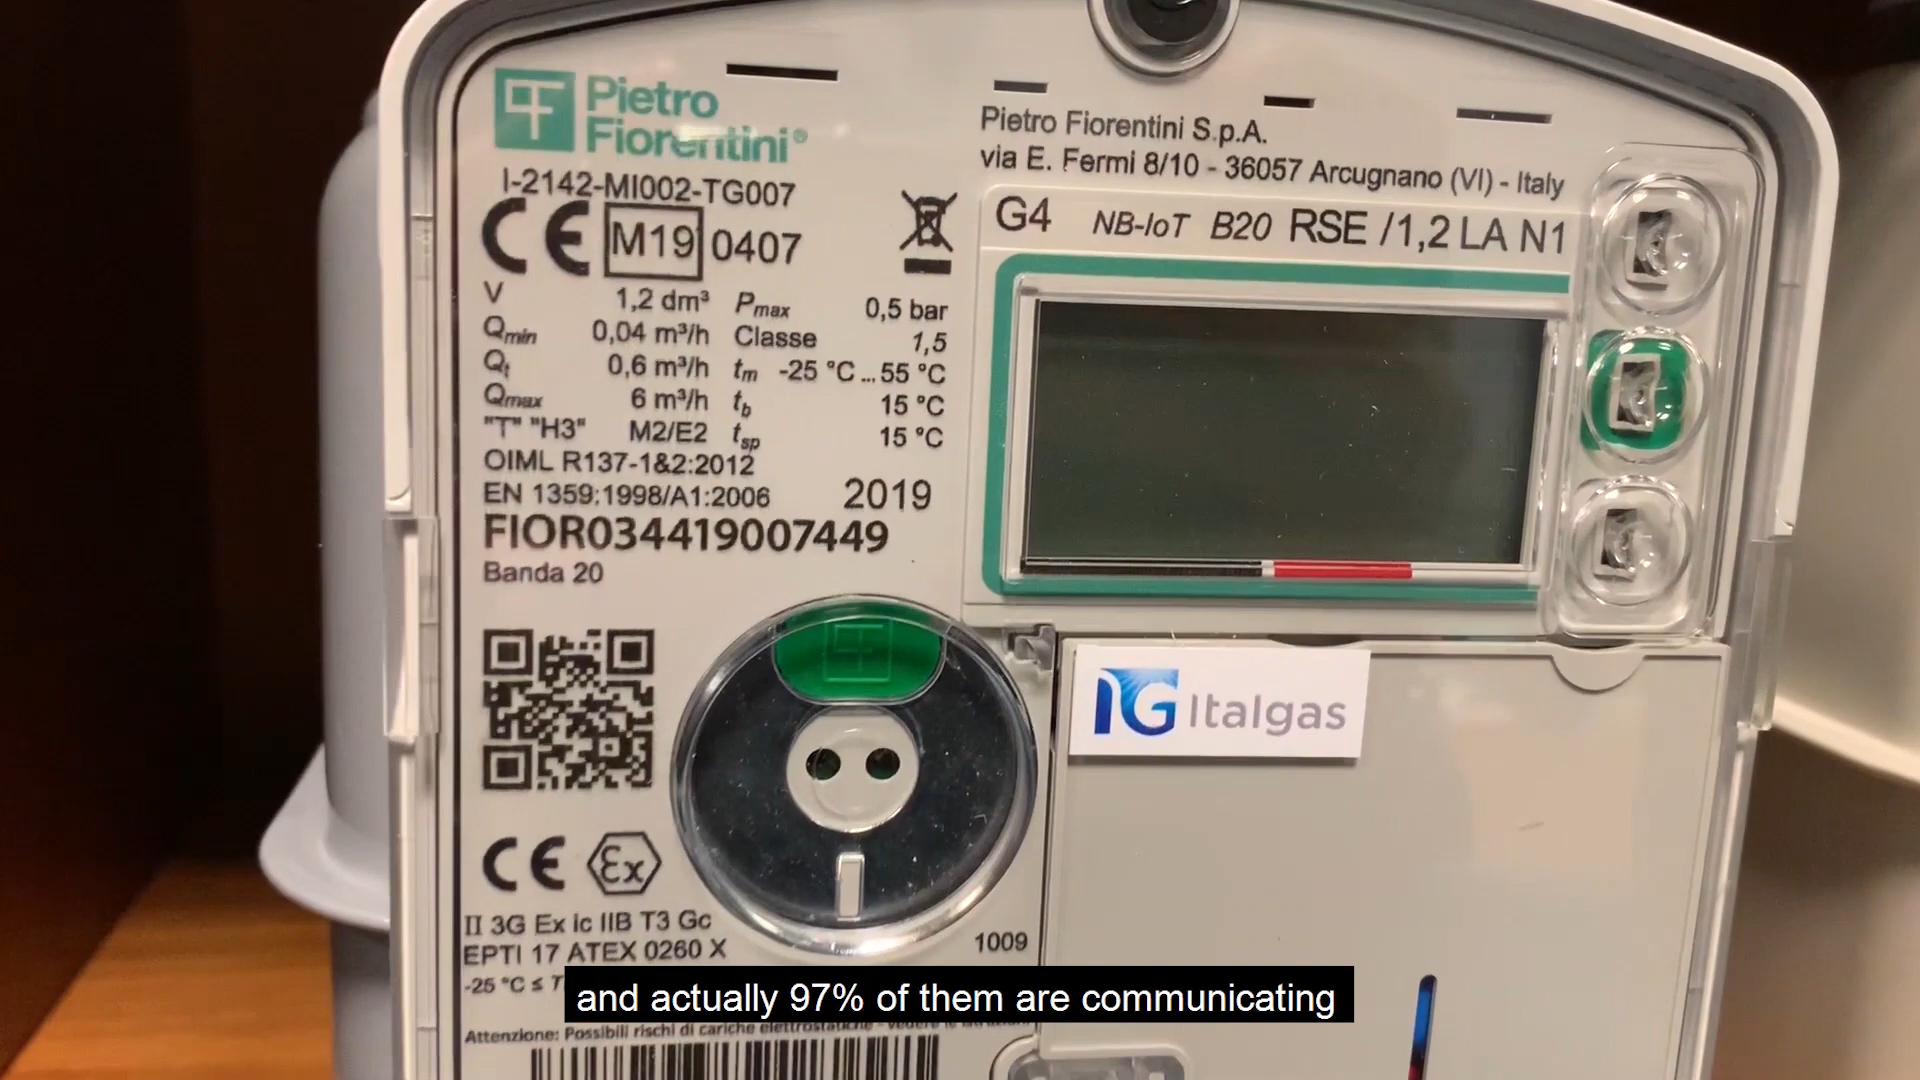 Pietro
Fiorentini®
I-2142-MI002-TG007
CE M19 0407
V 1,2 dm³ Pmax 0,5 bar
Qmin 0,04 m³/h Classe 1,5
Qt 0,6 m³/h tm -25 °C ... 55 °C
Qmax 6 m³/h tb 15 °C
"T" "H3" M2/E2 tsp 15 °C
OIML R137-1&2:2012
EN 1359:1998/A1:2006 2019
FIOR034419007449
Banda 20
Pietro Fiorentini S.p.A.
via E. Fermi 8/10 - 36057 Arcugnano (VI) - Italy
G4 NB-IoT B20 RSE /1,2 LA N1
IG Italgas
CE Ex
II 3G Ex ic IIB T3 Gc
EPTI 17 ATEX 0260 X
1009
-25 °C ≤ T
Attenzione: Possibili rischi di cariche elettrostatiche - vedere le istruzioni
and actually 97% of them are communicating